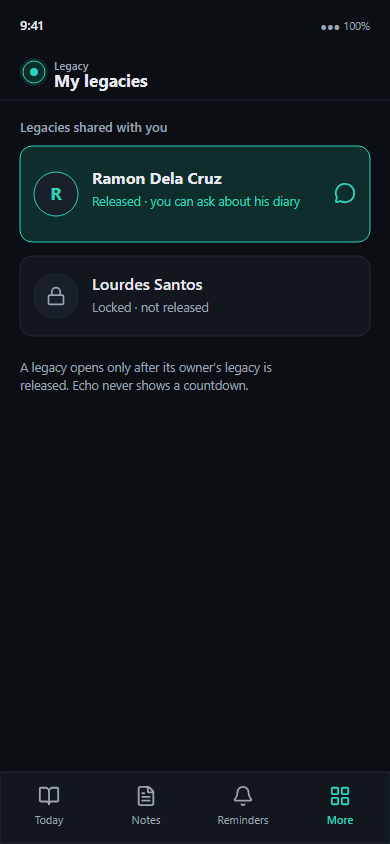 9:41
100%
Legacy
My legacies
Legacies shared with you
R
Ramon Dela Cruz
Released · you can ask about his diary
Lourdes Santos
Locked · not released
A legacy opens only after its owner's legacy is
released. Echo never shows a countdown.
Today
Notes
Reminders
More